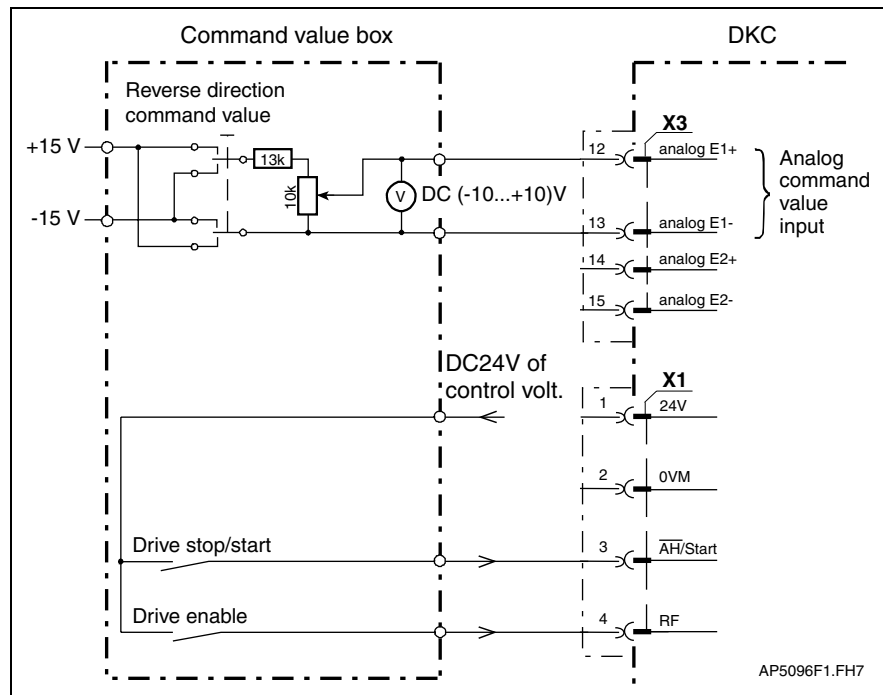 Command value box
DKC
Reverse direction
command value
+15 V
-15 V
13k
10k
V
DC (-10...+10)V
X3
12
analog E1+
13
analog E1-
14
analog E2+
15
analog E2-
Analog
command
value
input
DC24V of
control volt.
X1
1
24V
2
0VM
Drive stop/start
3
AH/Start
Drive enable
4
RF
AP5096F1.FH7